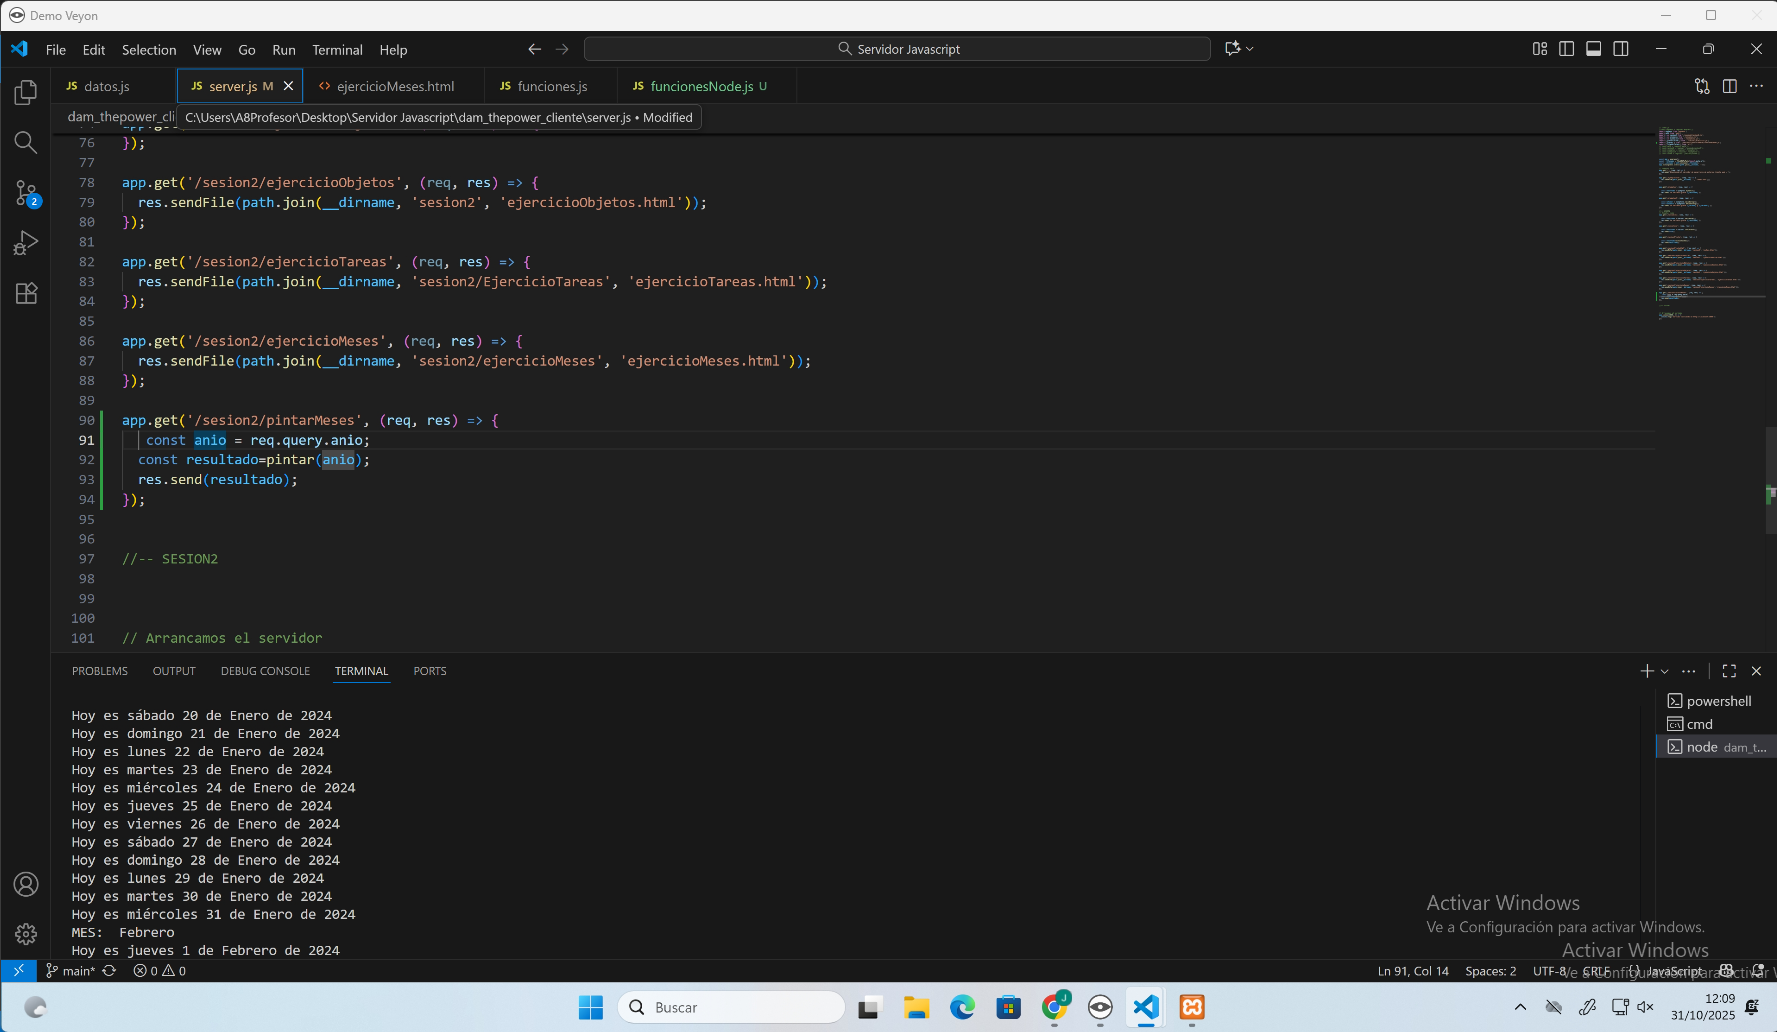 Demo Veyon
File Edit Selection View Go Run Terminal Help
Servidor Javascript
JS datos.js
JS server.js M
<> ejercicioMeses.html
JS funciones.js
JS funcionesNode.js U
dam_thepower_cli
C:\Users\A8Profesor\Desktop\Servidor Javascript\dam_thepower_cliente\server.js • Modified
76 });
77
78 app.get('/sesion2/ejercicioObjetos', (req, res) => {
79 res.sendFile(path.join(__dirname, 'sesion2', 'ejercicioObjetos.html'));
80 });
81
82 app.get('/sesion2/ejercicioTareas', (req, res) => {
83 res.sendFile(path.join(__dirname, 'sesion2/EjercicioTareas', 'ejercicioTareas.html'));
84 });
85
86 app.get('/sesion2/ejercicioMeses', (req, res) => {
87 res.sendFile(path.join(__dirname, 'sesion2/ejercicioMeses', 'ejercicioMeses.html'));
88 });
89
90 app.get('/sesion2/pintarMeses', (req, res) => {
91 const anio = req.query.anio;
92 const resultado=pintar(anio);
93 res.send(resultado);
94 });
95
96
97 //-- SESION2
98
99
100
101 // Arrancamos el servidor
2
PROBLEMS OUTPUT DEBUG CONSOLE TERMINAL PORTS
Hoy es sábado 20 de Enero de 2024
Hoy es domingo 21 de Enero de 2024
Hoy es lunes 22 de Enero de 2024
Hoy es martes 23 de Enero de 2024
Hoy es miércoles 24 de Enero de 2024
Hoy es jueves 25 de Enero de 2024
Hoy es viernes 26 de Enero de 2024
Hoy es sábado 27 de Enero de 2024
Hoy es domingo 28 de Enero de 2024
Hoy es lunes 29 de Enero de 2024
Hoy es martes 30 de Enero de 2024
Hoy es miércoles 31 de Enero de 2024
MES:  Febrero
Hoy es jueves 1 de Febrero de 2024
powershell
cmd
node dam_t...
Activar Windows
Ve a Configuración para activar Windows.
Activar Windows
Ve a Configuración para activar W
main* 0 0
Ln 91, Col 14 Spaces: 2 UTF-8 CRLF {} JavaScript
Buscar
J
12:09
31/10/2025